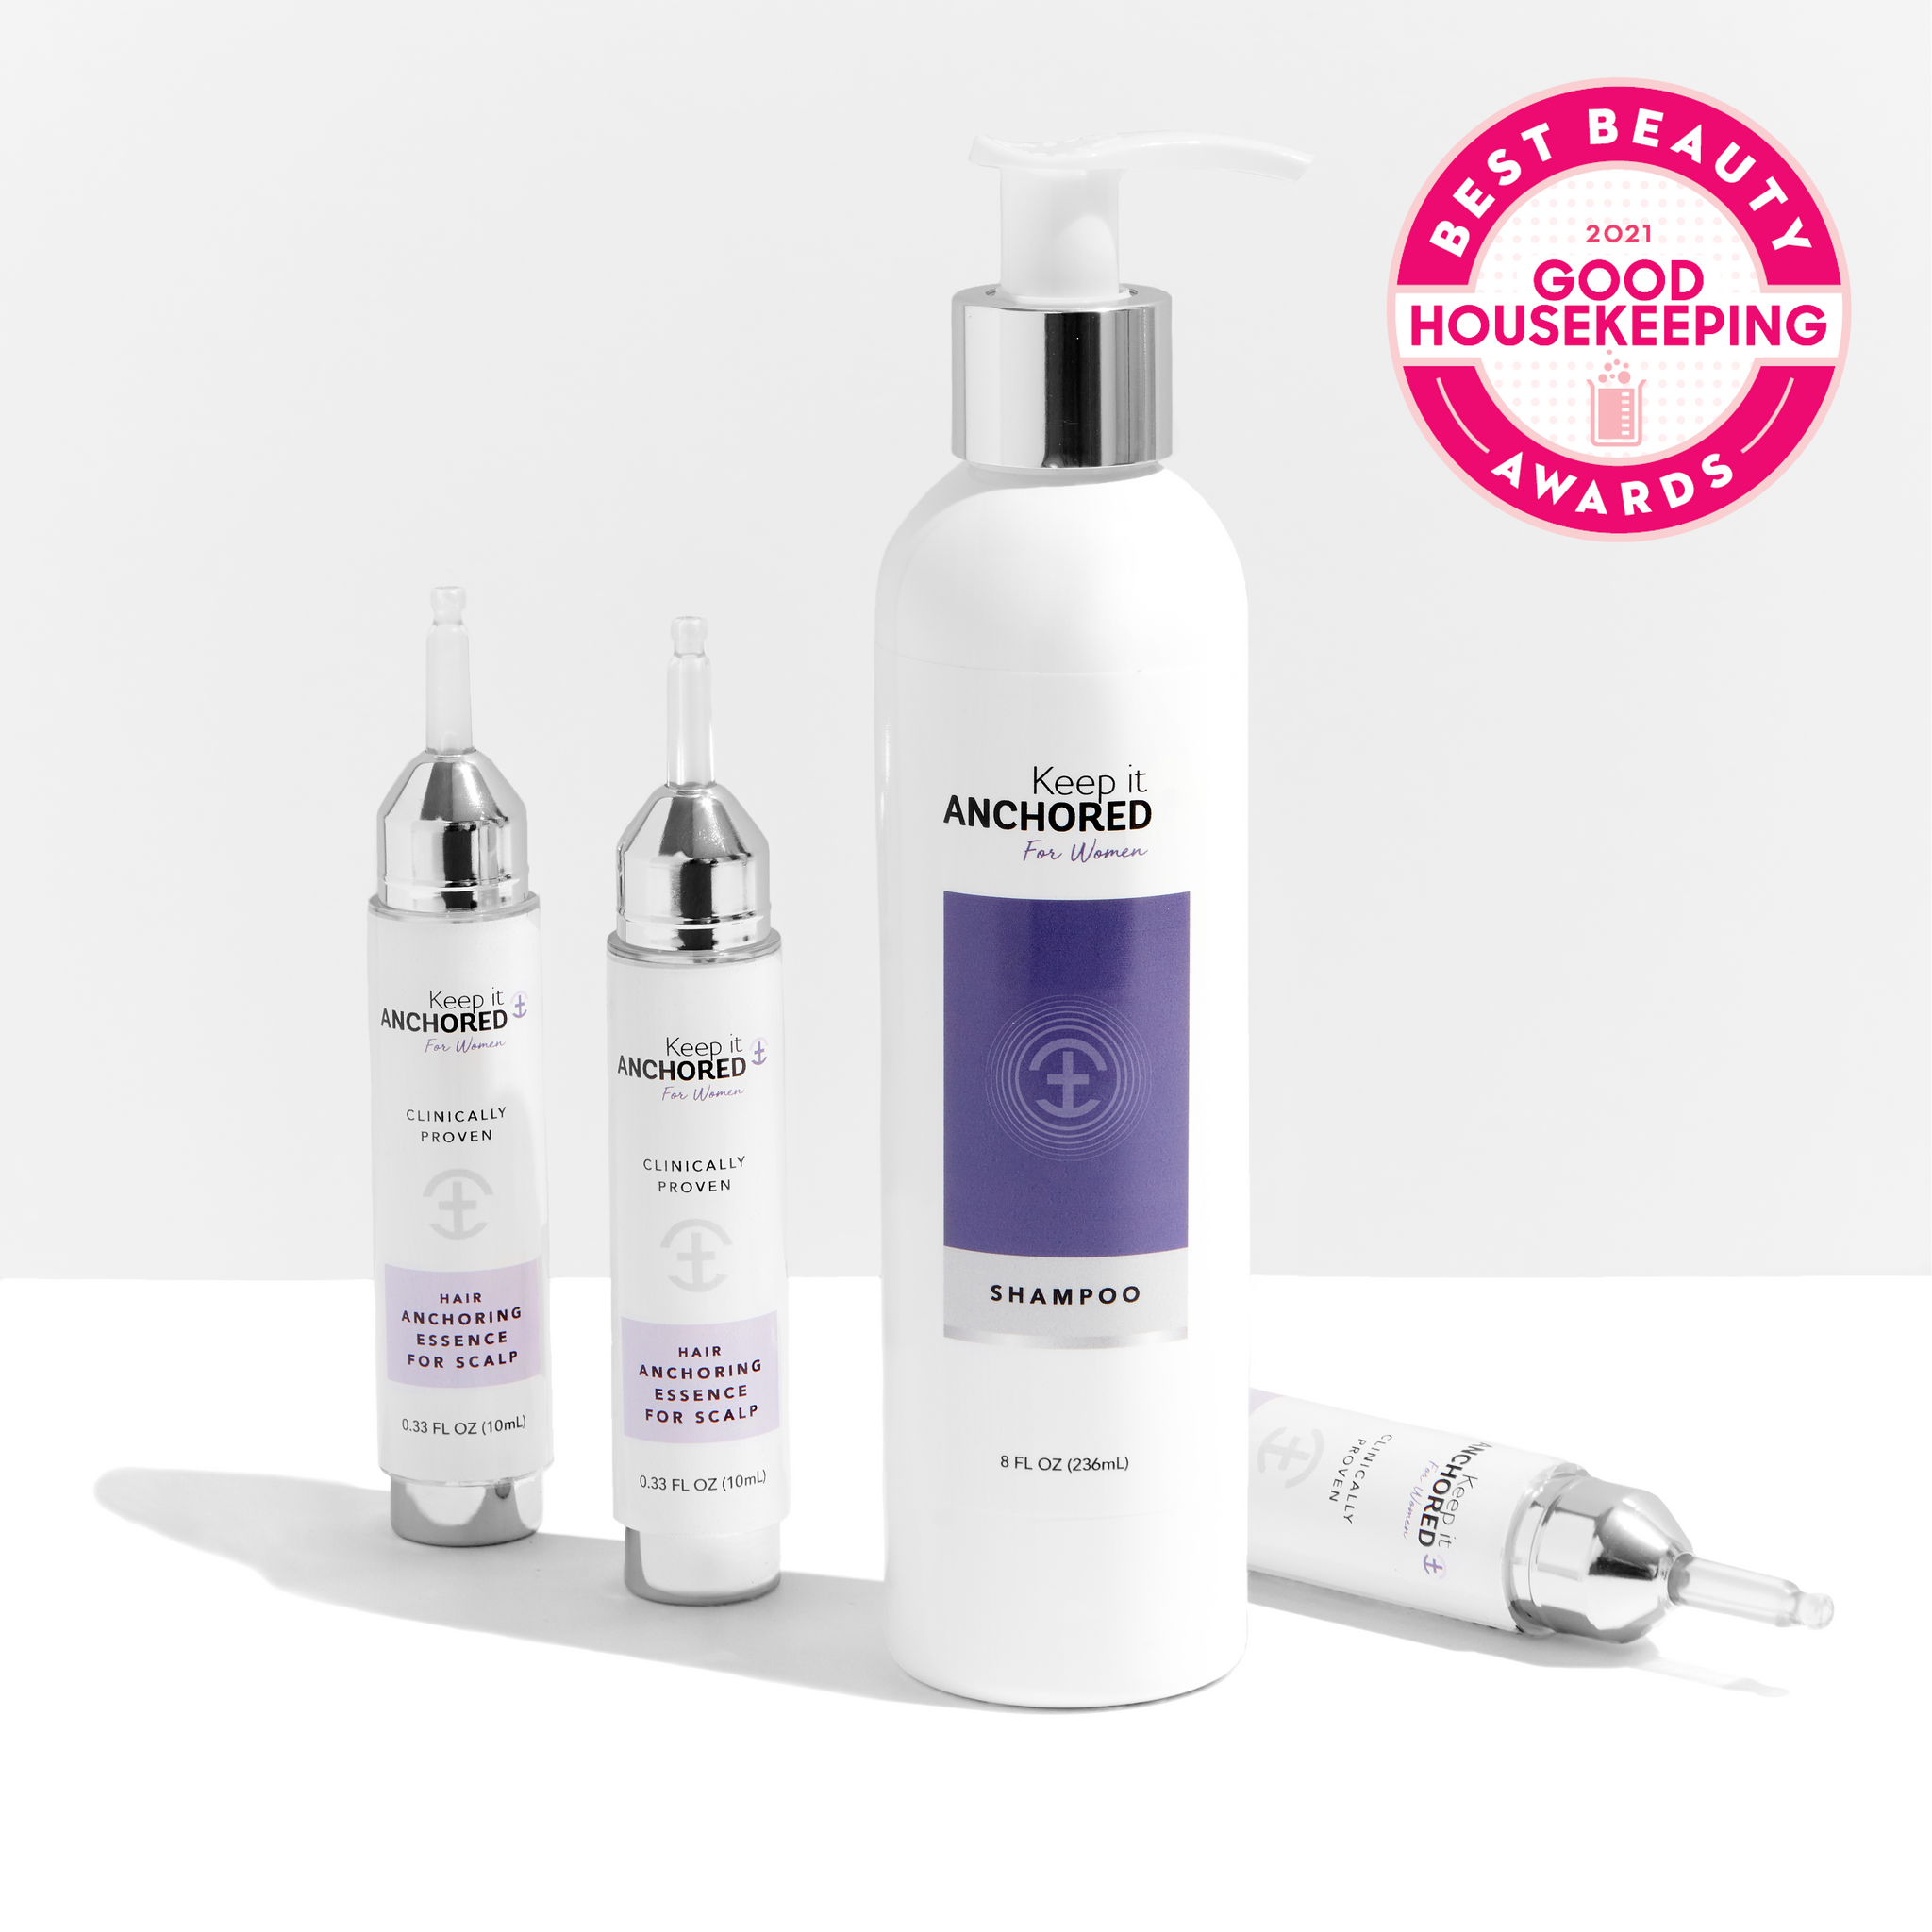 BEST BEAUTY
2021
GOOD
HOUSEKEEPING
AWARDS
Keep it
ANCHORED
For Women
CLINICALLY
PROVEN
HAIR
ANCHORING
ESSENCE
FOR SCALP
0.33 FL OZ (10mL)
Keep it
ANCHORED
For Women
CLINICALLY
PROVEN
HAIR
ANCHORING
ESSENCE
FOR SCALP
0.33 FL OZ (10mL)
Keep it
ANCHORED
For Women
SHAMPOO
8 FL OZ (236mL)
Keep it
ANCHORED
For Women
CLINICALLY
PROVEN